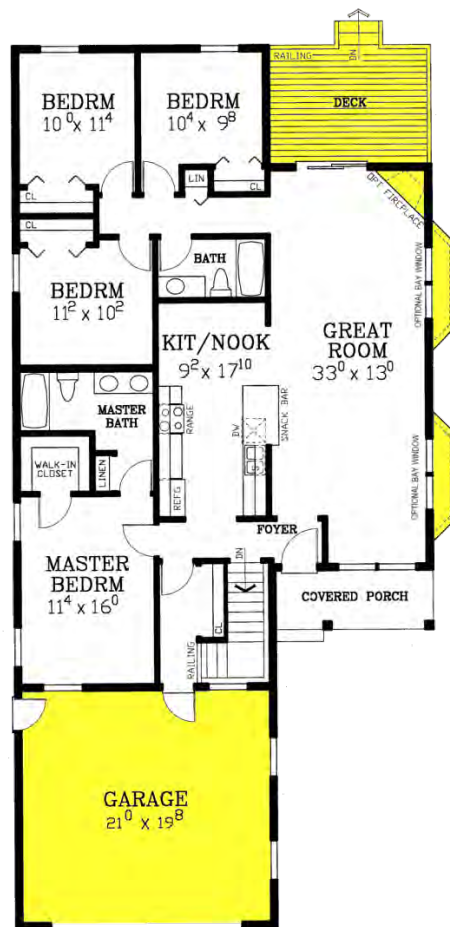 RAILING
DN
DECK
BEDRM
10⁰ X 11⁴
BEDRM
10⁴ X 9⁸
LIN
CL
CL
OPT FIREPLACE
CL
BATH
BEDRM
11² X 10²
OPTIONAL BAY WINDOW
KIT/NOOK
9² X 17¹⁰
GREAT
ROOM
33⁰ X 13⁰
MASTER
BATH
RANGE
SNACK BAR
DW
S
WALK-IN
CLOSET
LINEN
REFG
OPTIONAL BAY WINDOW
FOYER
DN
MASTER
BEDRM
11⁴ X 16⁰
CL
COVERED PORCH
RAILING
GARAGE
21⁰ X 19⁸